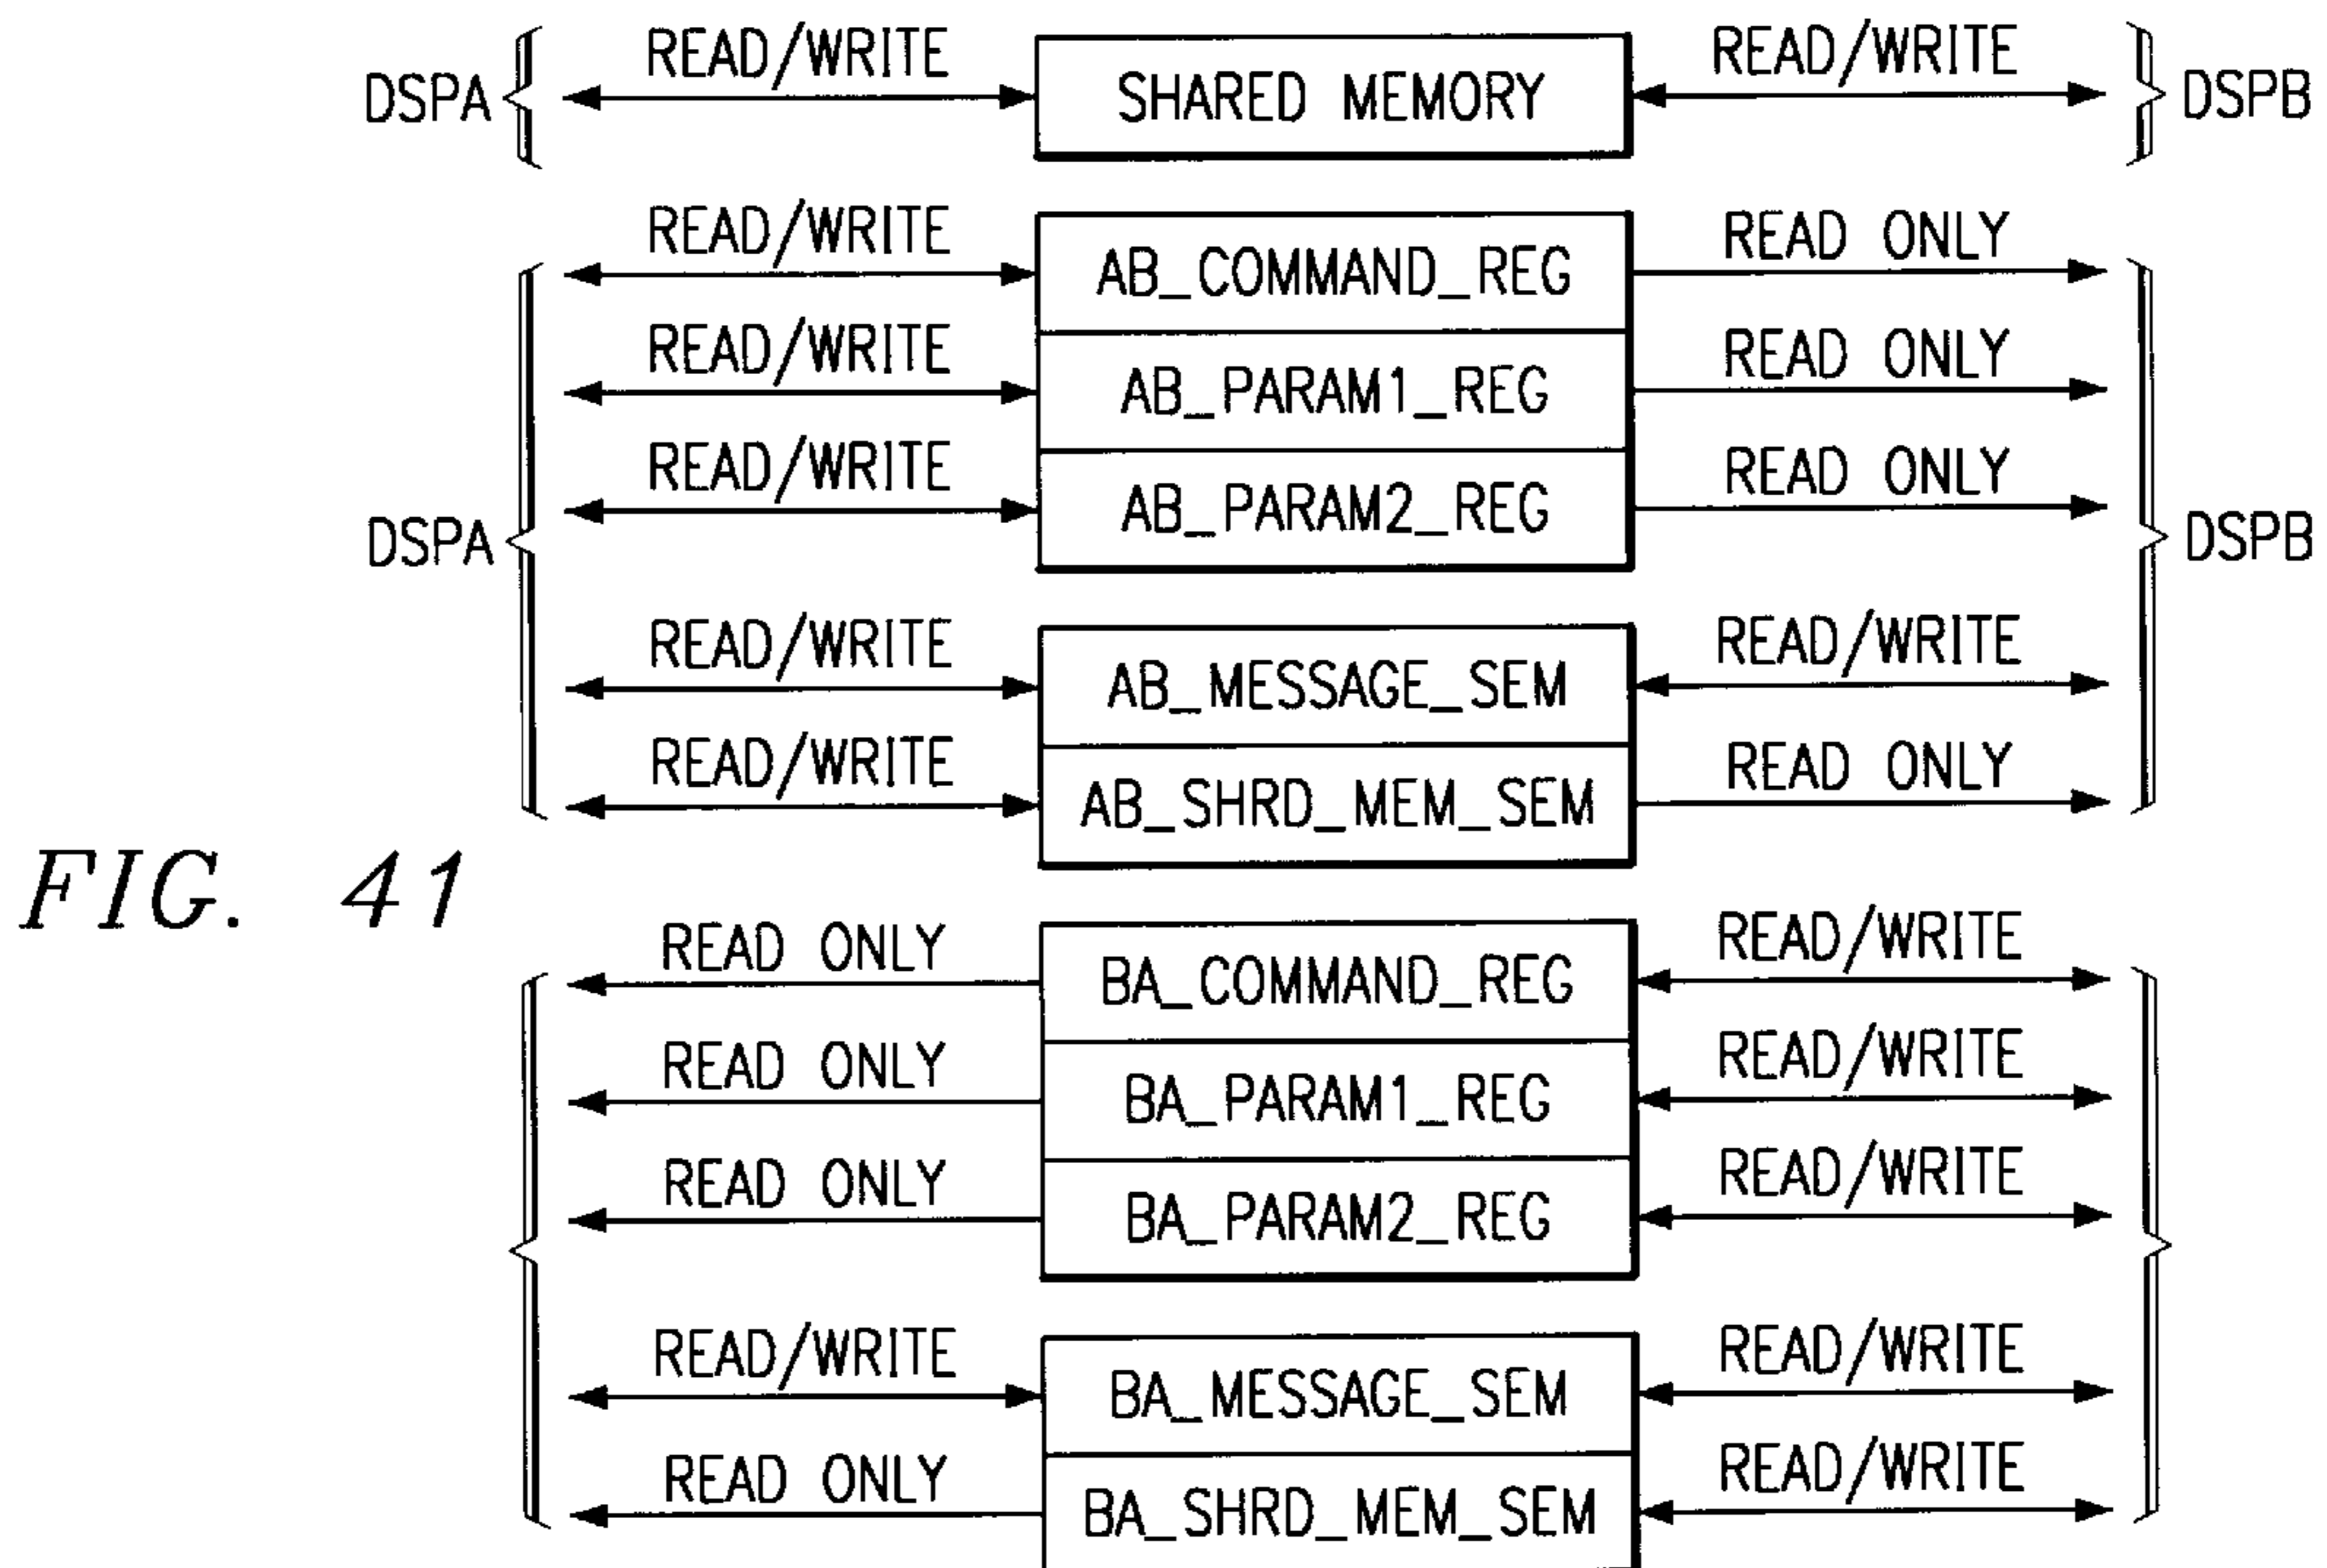 READ/WRITE READ/WRITE
DSPA SHARED MEMORY DSPB
READ/WRITE READ ONLY
AB_COMMAND_REG
READ/WRITE READ ONLY
AB_PARAM1_REG
READ/WRITE READ ONLY
AB_PARAM2_REG
DSPA DSPB
READ/WRITE READ/WRITE
AB_MESSAGE_SEM
READ/WRITE READ ONLY
AB_SHRD_MEM_SEM
FIG. 41
READ ONLY READ/WRITE
BA_COMMAND_REG
READ ONLY READ/WRITE
BA_PARAM1_REG
READ ONLY READ/WRITE
BA_PARAM2_REG
READ/WRITE READ/WRITE
BA_MESSAGE_SEM
READ ONLY READ/WRITE
BA_SHRD_MEM_SEM